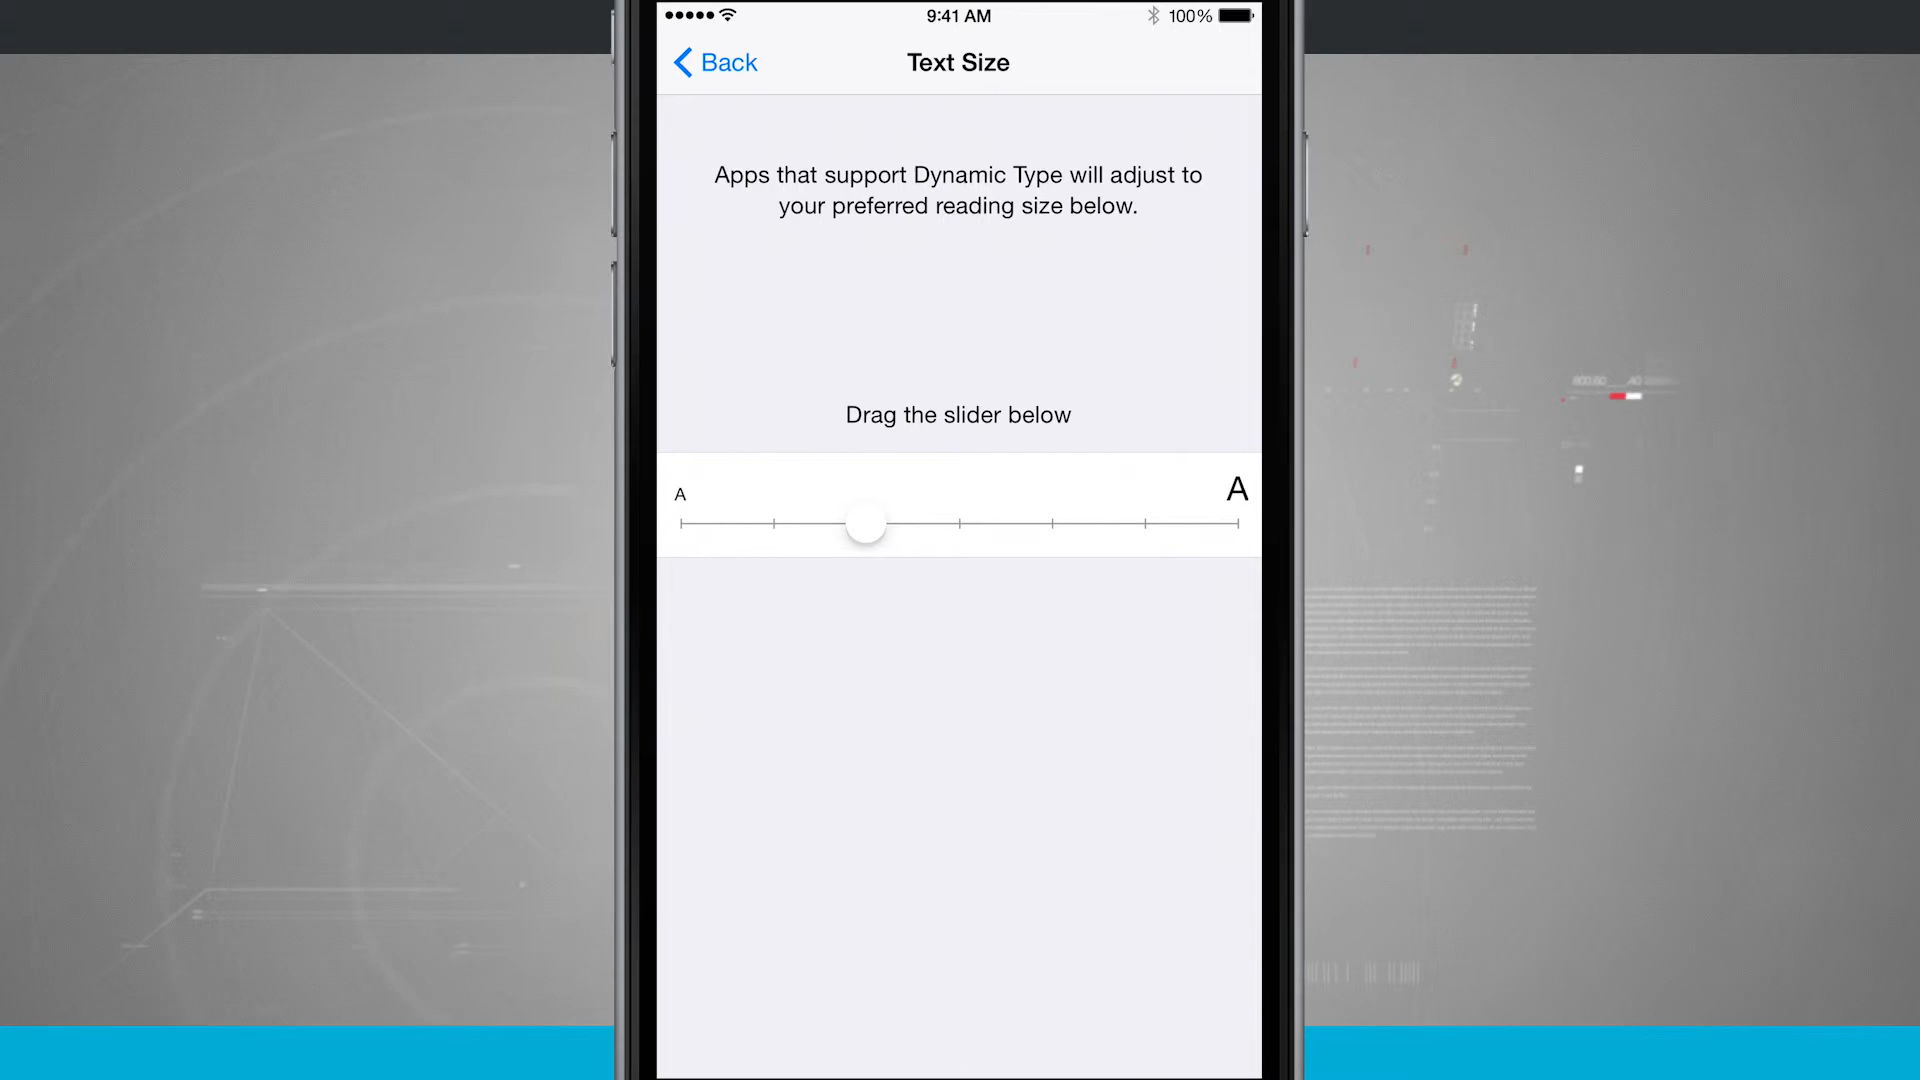 9:41 AM
100%
Back
Text Size
Apps that support Dynamic Type will adjust to
your preferred reading size below.
Drag the slider below
A
A